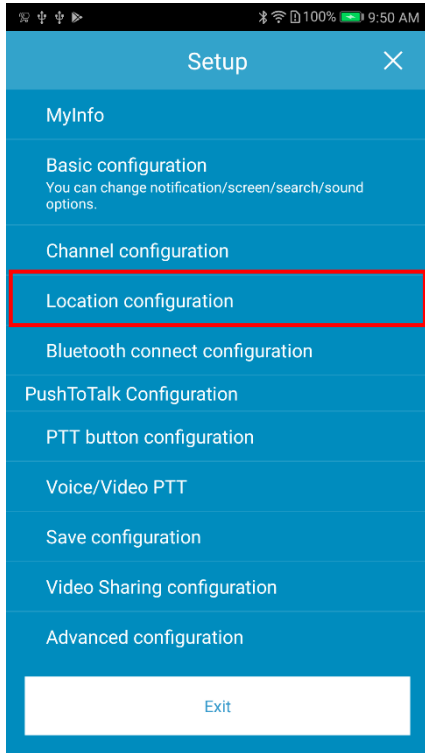 100% 9:50 AM
Setup
MyInfo
Basic configuration
You can change notification/screen/search/sound
options.
Channel configuration
Location configuration
Bluetooth connect configuration
PushToTalk Configuration
PTT button configuration
Voice/Video PTT
Save configuration
Video Sharing configuration
Advanced configuration
Exit